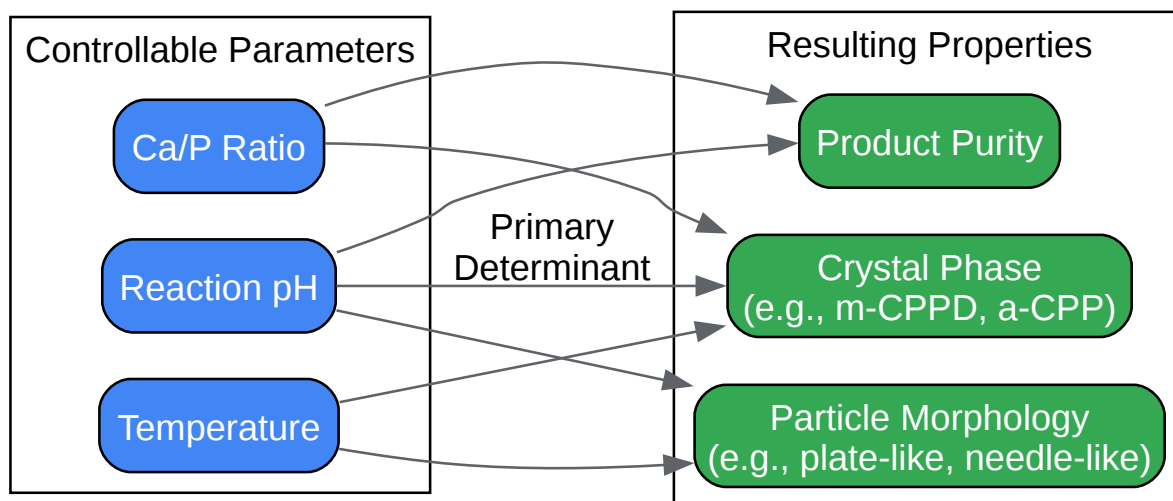 Controllable Parameters
Ca/P Ratio
Reaction pH
Temperature
Primary
Determinant
Resulting Properties
Product Purity
Crystal Phase
(e.g., m-CPPD, a-CPP)
Particle Morphology
(e.g., plate-like, needle-like)